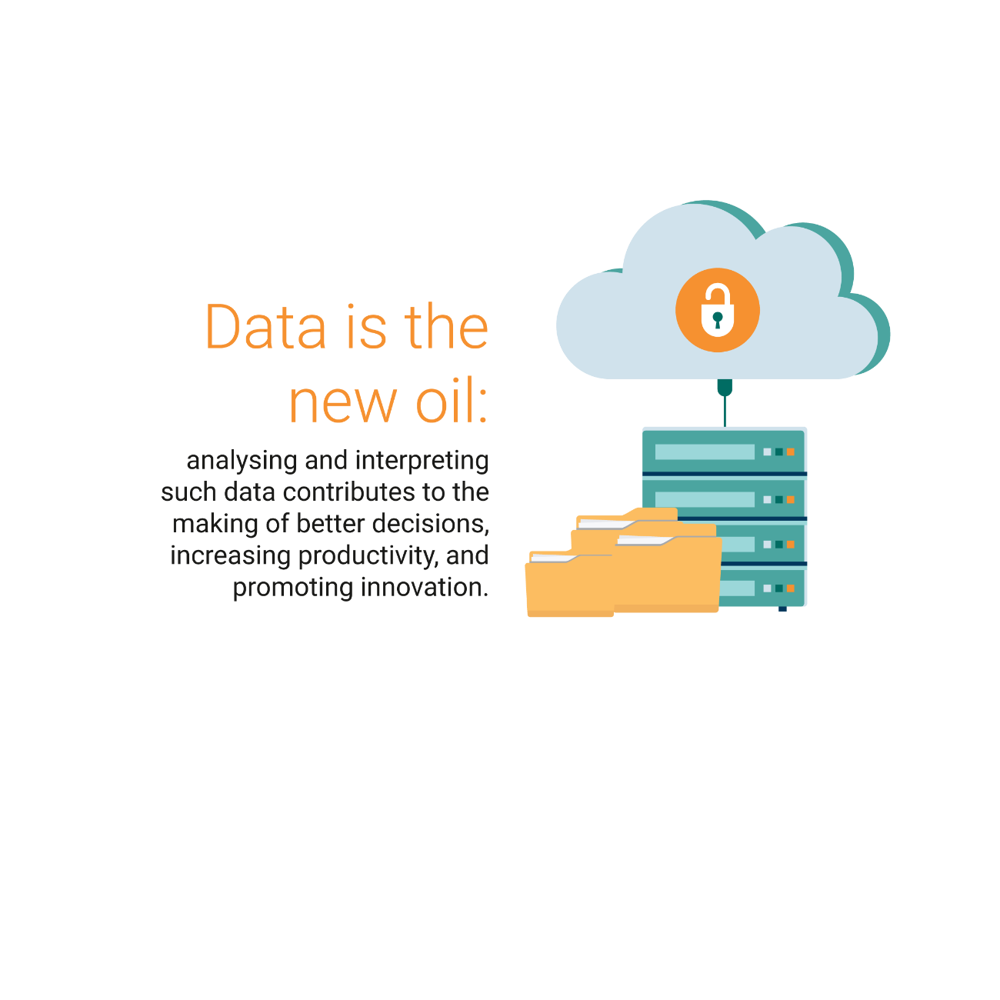 Data is the
new oil:
analysing and interpreting
such data contributes to the
making of better decisions,
increasing productivity, and
promoting innovation.